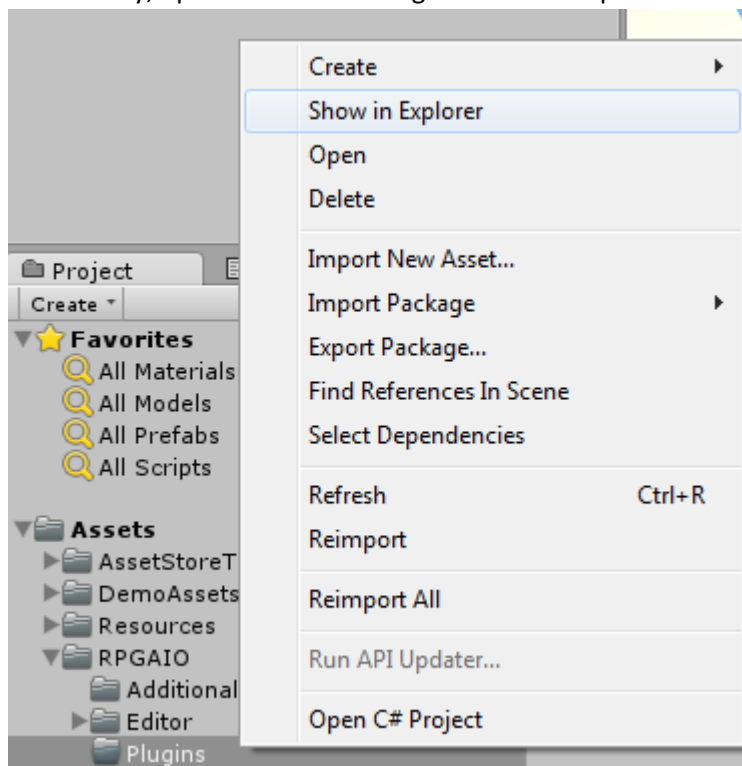 Create
Show in Explorer
Open
Delete
Import New Asset...
Import Package
Export Package...
Find References In Scene
Select Dependencies
Refresh Ctrl+R
Reimport
Reimport All
Run API Updater...
Open C# Project
Project
Create
Favorites
All Materials
All Models
All Prefabs
All Scripts
Assets
AssetStoreT
DemoAssets
Resources
RPGAIO
Additional
Editor
Plugins